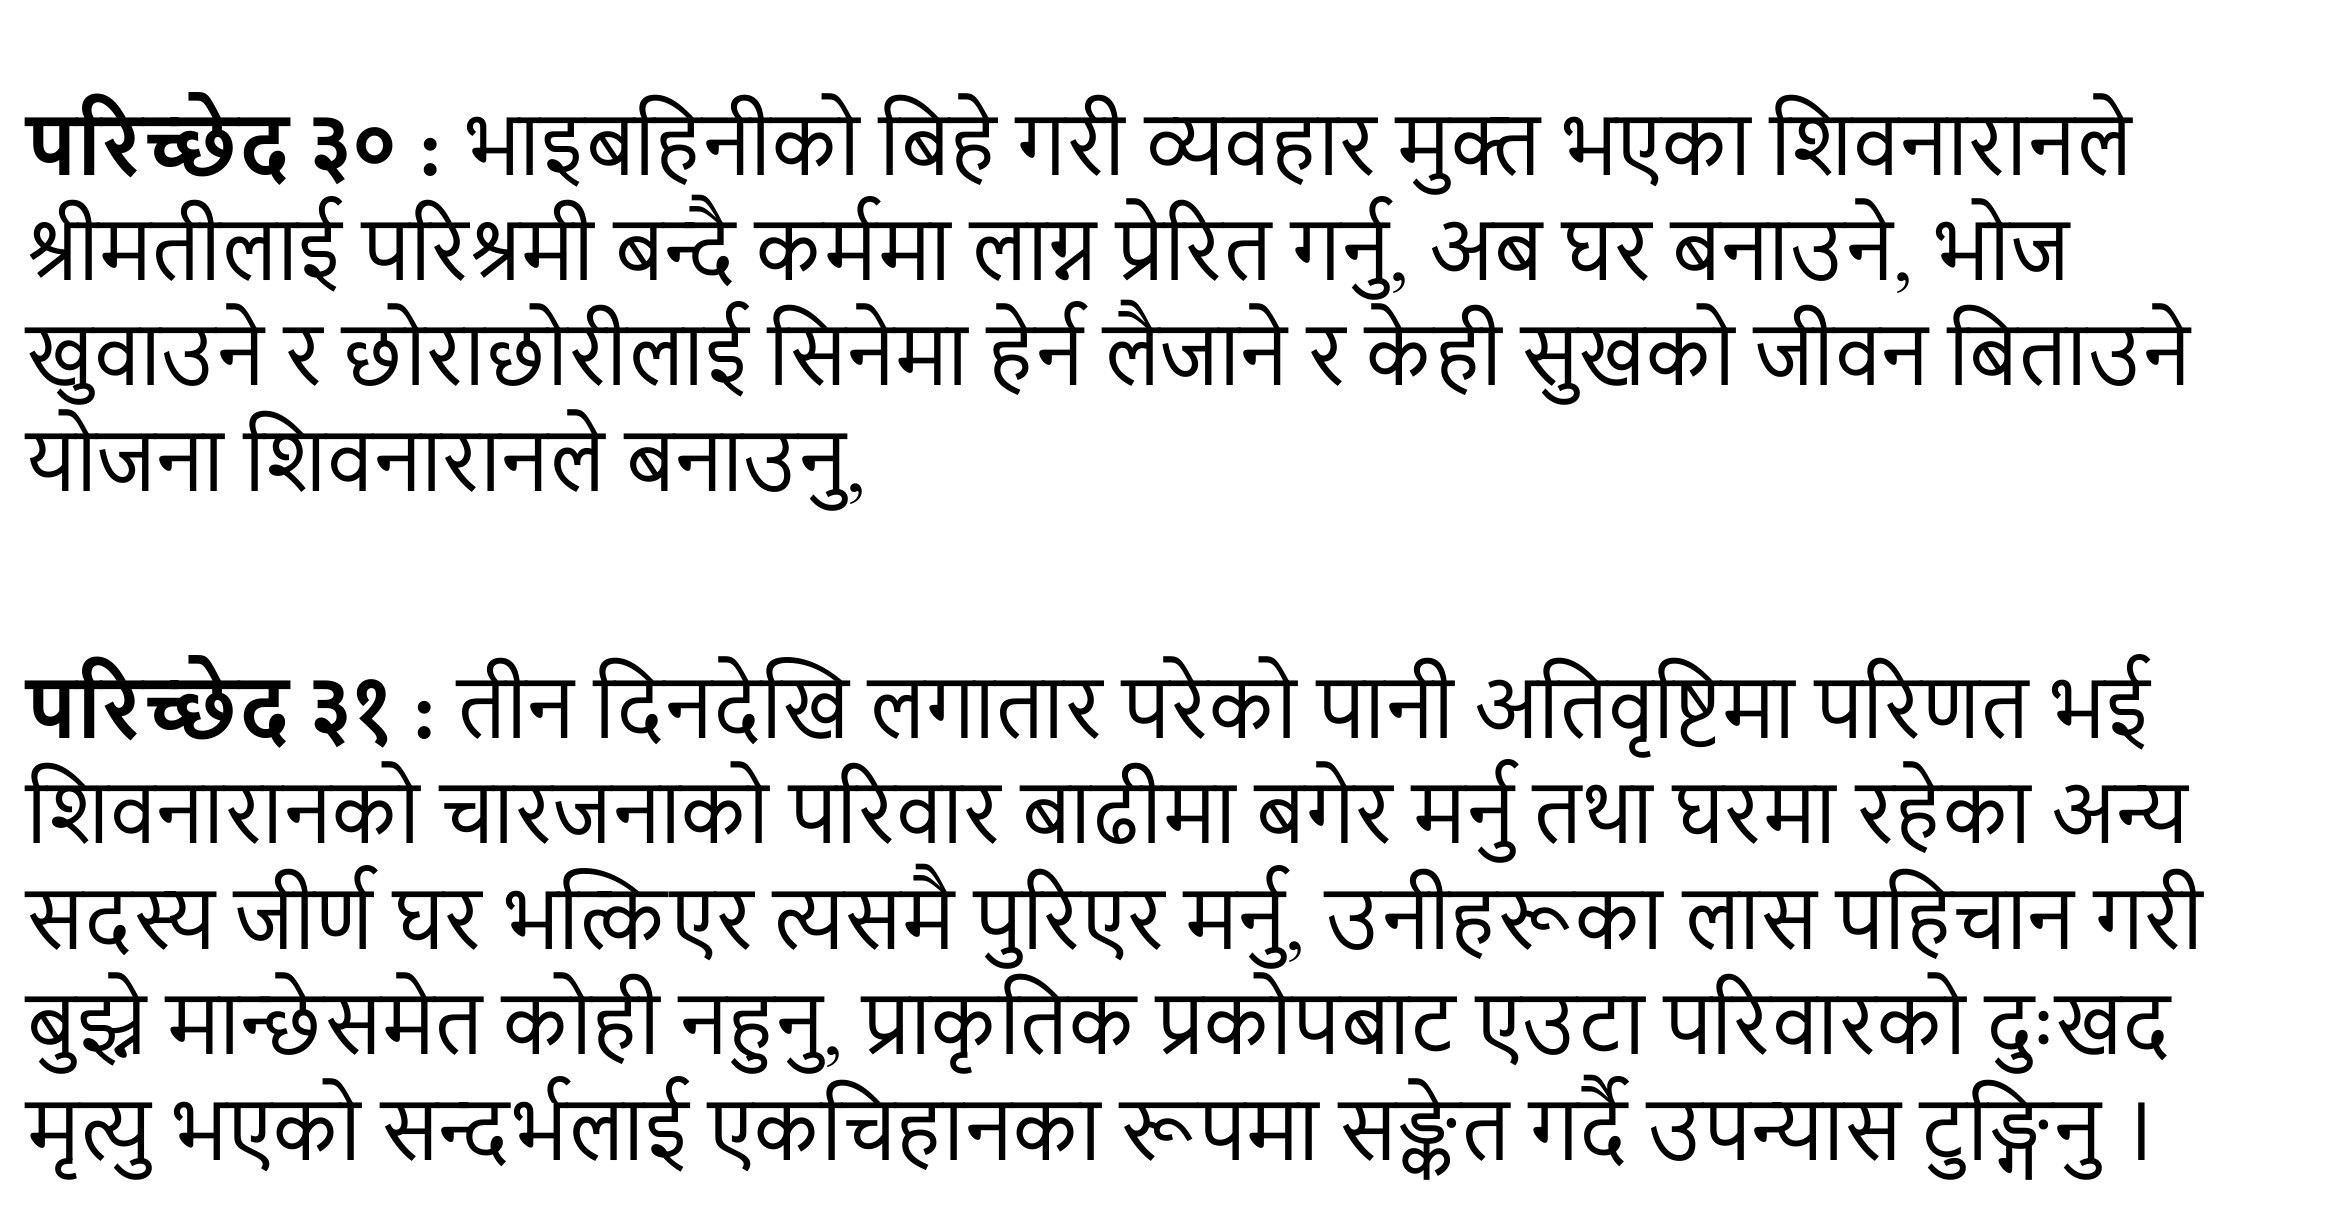 परिच्छेद ३० : भाइबहिनीको बिहे गरी व्यवहार मुक्त भएका शिवनारानले
श्रीमतीलाई परिश्रमी बन्दै कर्ममा लाग्न प्रेरित गर्नु, अब घर बनाउने, भोज
खुवाउने र छोराछोरीलाई सिनेमा हेर्न लैजाने र केही सुखको जीवन बिताउने
योजना शिवनारानले बनाउनु,
परिच्छेद ३१ : तीन दिनदेखि लगातार परेको पानी अतिवृष्टिमा परिणत भई
शिवनारानको चारजनाको परिवार बाढीमा बगेर मर्नु तथा घरमा रहेका अन्य
सदस्य जीर्ण घर भत्किएर त्यसमै पुरिएर मर्नु, उनीहरूका लास पहिचान गरी
बुझ्ने मान्छेसमेत कोही नहुनु, प्राकृतिक प्रकोपबाट एउटा परिवारको दुःखद
मृत्यु भएको सन्दर्भलाई एकचिहानका रूपमा सङ्केत गर्दै उपन्यास टुङ्गिनु ।